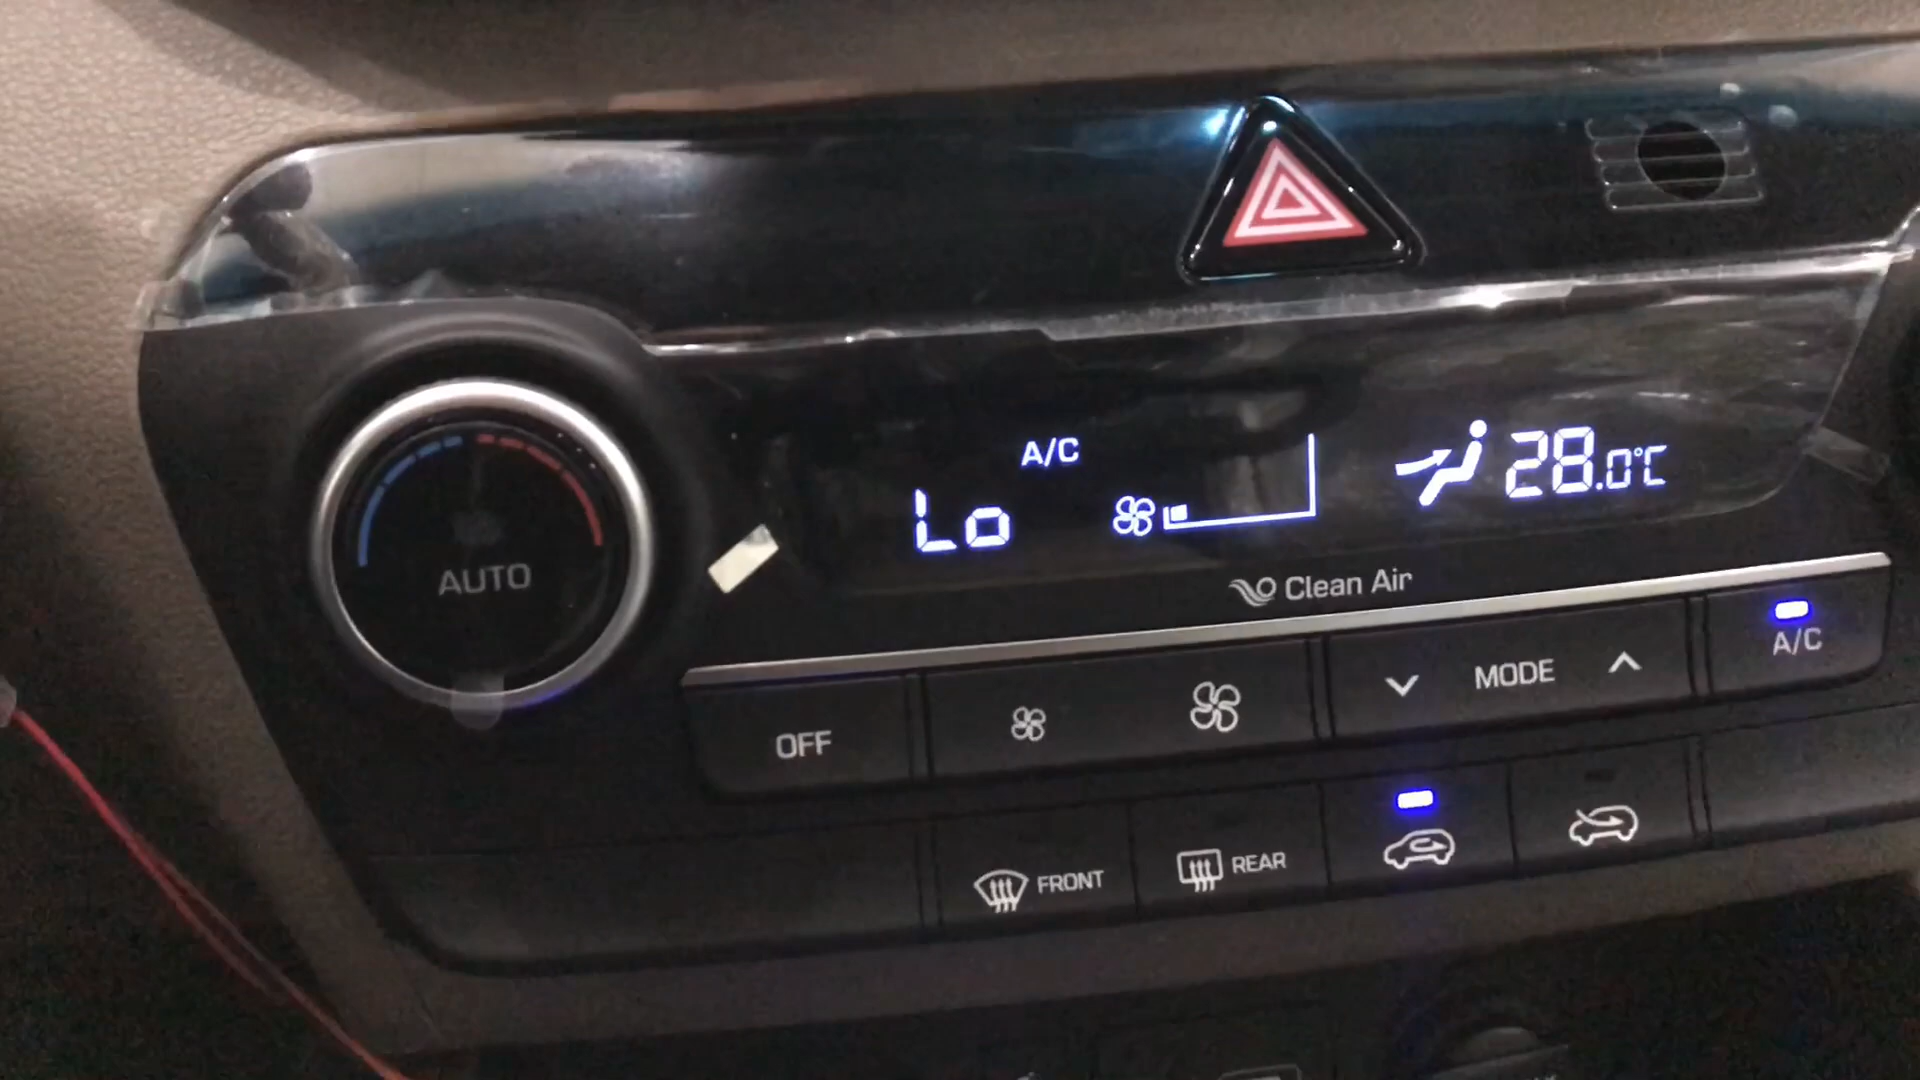 A/C
Lo
28.0°C
Clean Air
AUTO
OFF
MODE
A/C
FRONT
REAR